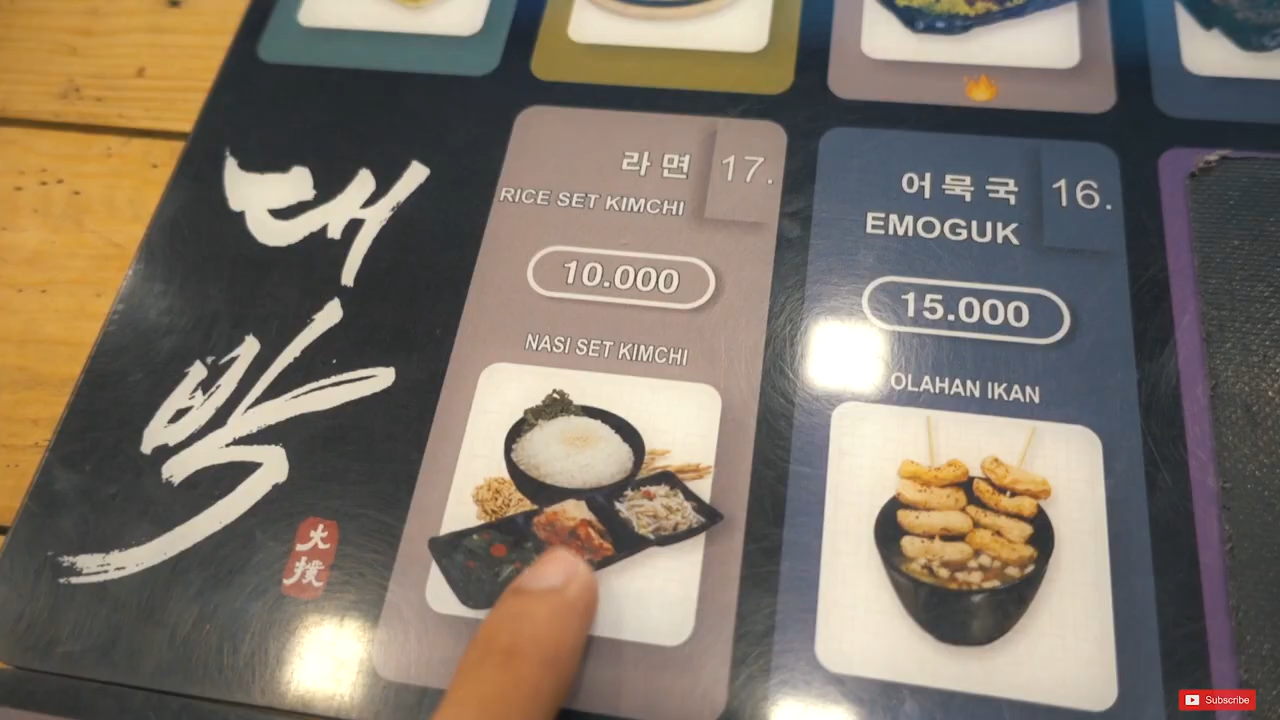 대
박
大
撲
라면
17.
RICE SET KIMCHI
10.000
NASI SET KIMCHI
어묵국
16.
EMOGUK
15.000
OLAHAN IKAN
Subscribe